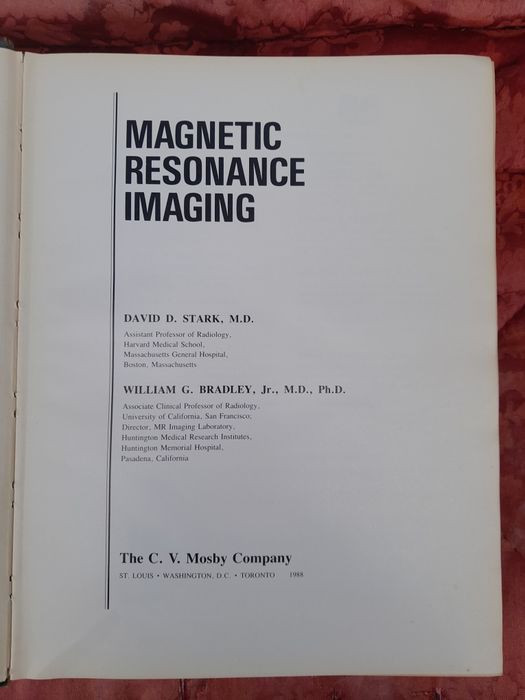 MAGNETIC
RESONANCE
IMAGING
DAVID D. STARK, M.D.
Assistant Professor of Radiology,
Harvard Medical School,
Massachusetts General Hospital,
Boston, Massachusetts
WILLIAM G. BRADLEY, Jr., M.D., Ph.D.
Associate Clinical Professor of Radiology,
University of California, San Francisco;
Director, MR Imaging Laboratory,
Huntington Medical Research Institutes,
Huntington Memorial Hospital,
Pasadena, California
The C. V. Mosby Company
ST. LOUIS • WASHINGTON, D.C. • TORONTO 1988